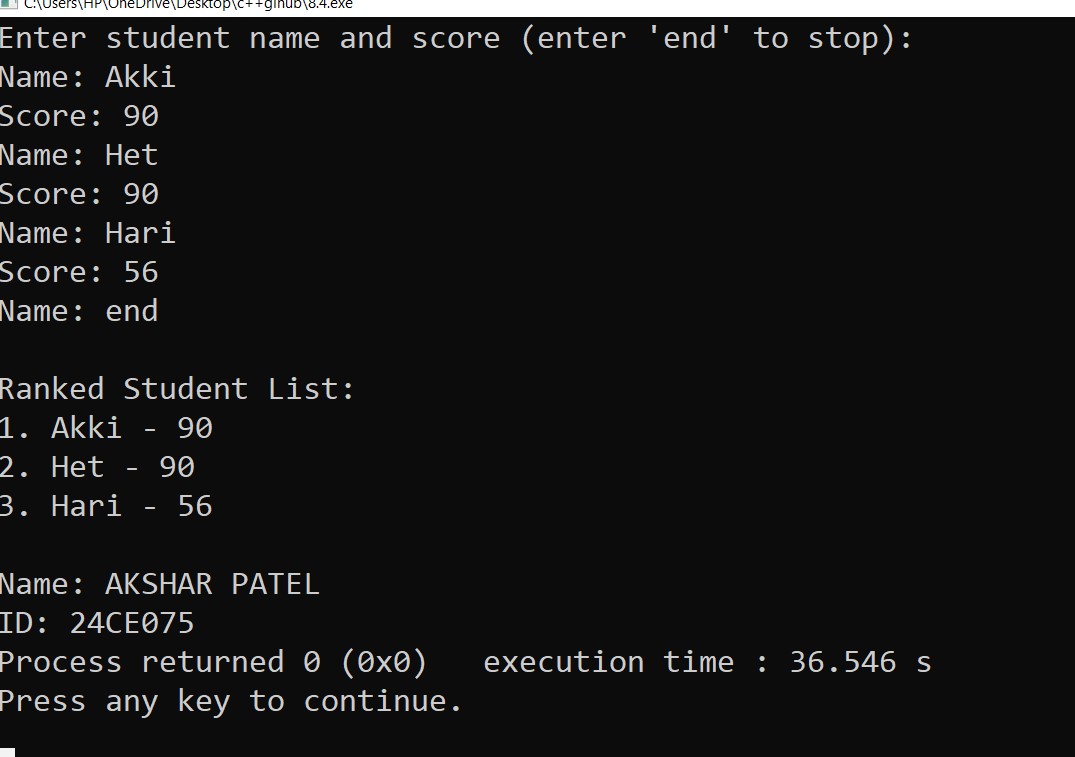 C:\Users\HP\OneDrive\Desktop\c++gihub\8.4.exe
Enter student name and score (enter 'end' to stop):
Name: Akki
Score: 90
Name: Het
Score: 90
Name: Hari
Score: 56
Name: end
Ranked Student List:
1. Akki - 90
2. Het - 90
3. Hari - 56
Name: AKSHAR PATEL
ID: 24CE075
Process returned 0 (0x0)   execution time : 36.546 s
Press any key to continue.